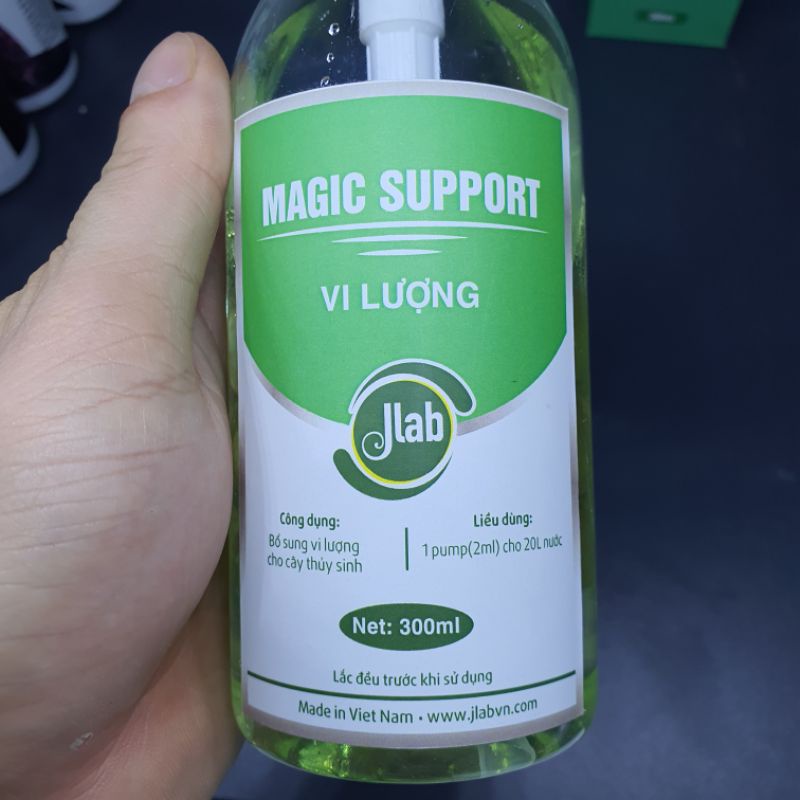 MAGIC SUPPORT
VI LƯỢNG
Jlab
Công dụng:
Bổ sung vi lượng
cho cây thủy sinh
Liều dùng:
1 pump(2ml) cho 20L nước
Net: 300ml
Lắc đều trước khi sử dụng
Made in Viet Nam • www.jlabvn.com